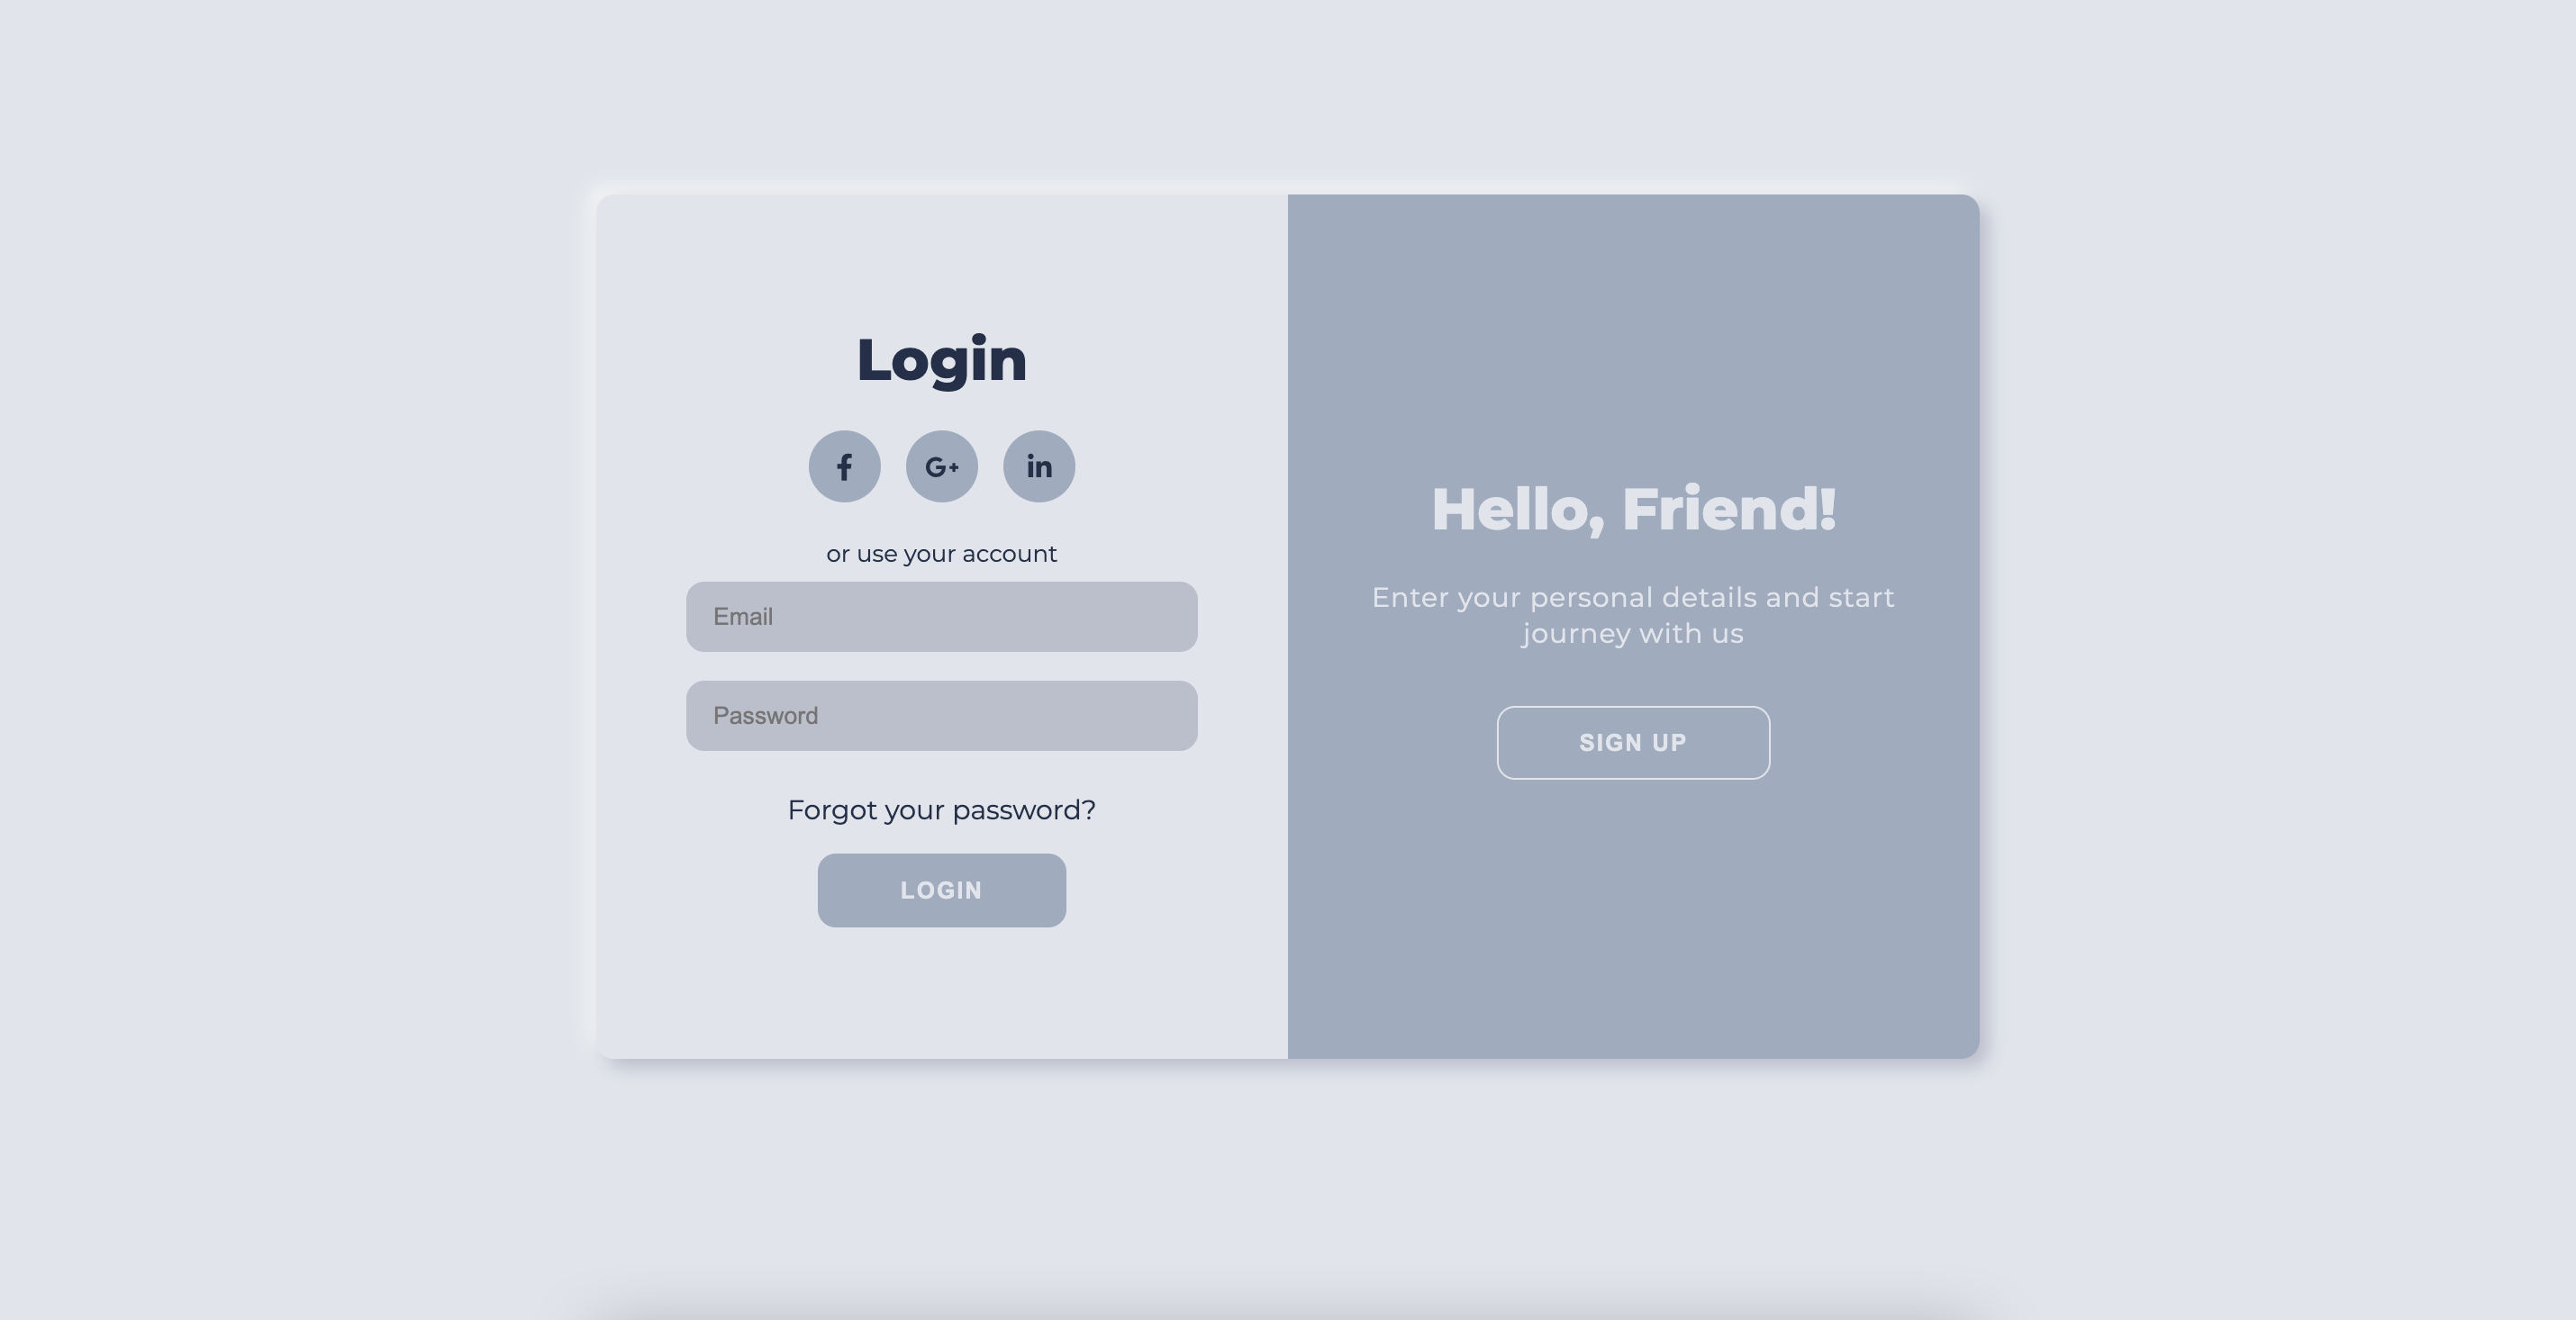 Login
f
G+
in
or use your account
Email
Password
Forgot your password?
LOGIN
Hello, Friend!
Enter your personal details and start
journey with us
SIGN UP